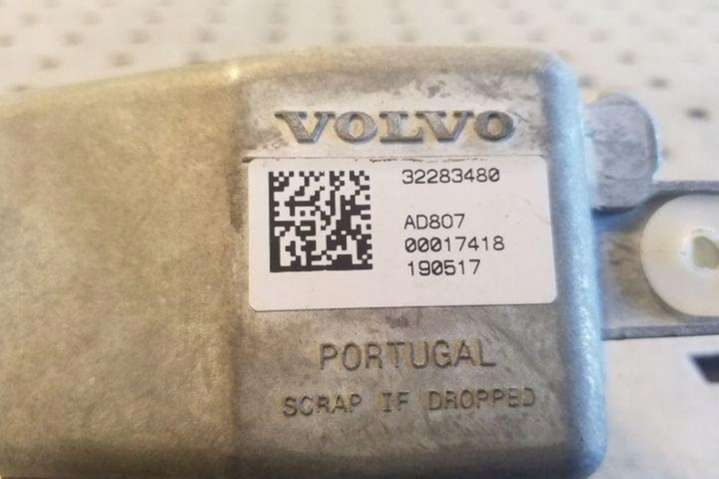 VOLVO
32283480
AD807
00017418
190517
PORTUGAL
SCRAP IF DROPPED